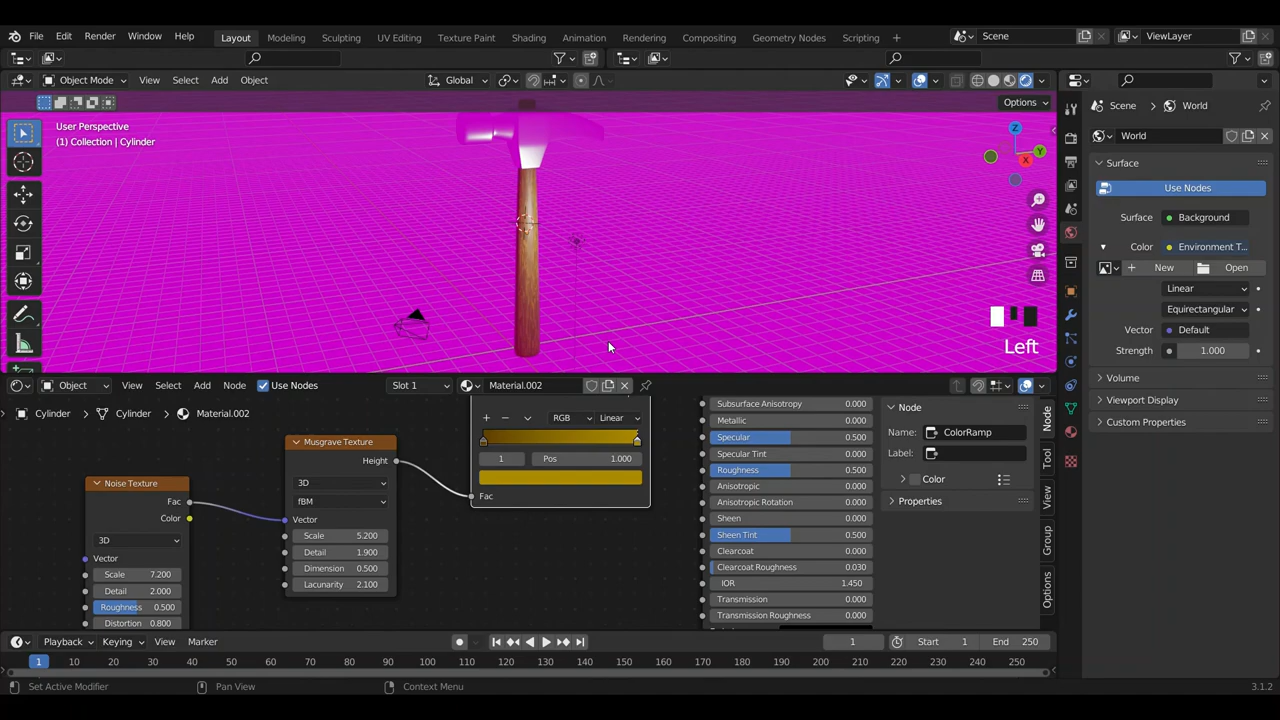 File Edit Render Window Help Layout Modeling Sculpting UV Editing Texture Paint Shading Animation Rendering Compositing Geometry Nodes Scripting Scene ViewLayer
Object Mode View Select Add Object Global
Options
User Perspective
(1) Collection | Cylinder
Z
Y
X
Left
Scene World
World
Surface
Use Nodes
Surface Background
Color Environment T...
New Open
Linear
Equirectangular
Vector Default
Strength 1.000
Volume
Viewport Display
Custom Properties
Object View Select Add Node Use Nodes Slot 1 Material.002
Cylinder Cylinder Material.002
Noise Texture
Fac
Color
3D
Vector
Scale 7.200
Detail 2.000
Roughness 0.500
Distortion 0.800
Musgrave Texture
Height
3D
fBM
Vector
Scale 5.200
Detail 1.900
Dimension 0.500
Lacunarity 2.100
RGB Linear
1 Pos 1.000
Fac
Subsurface Anisotropy 0.000
Metallic 0.000
Specular 0.500
Specular Tint 0.000
Roughness 0.500
Anisotropic 0.000
Anisotropic Rotation 0.000
Sheen 0.000
Sheen Tint 0.500
Clearcoat 0.000
Clearcoat Roughness 0.030
IOR 1.450
Transmission 0.000
Transmission Roughness 0.000
Node
Name: ColorRamp
Label:
Color
Properties
Node
Tool
View
Group
Options
Playback Keying View Marker 1 Start 1 End 250
1 10 20 30 40 50 60 70 80 90 100 110 120 130 140 150 160 170 180 190 200 210 220 230 240 250
Set Active Modifier Pan View Context Menu 3.1.2